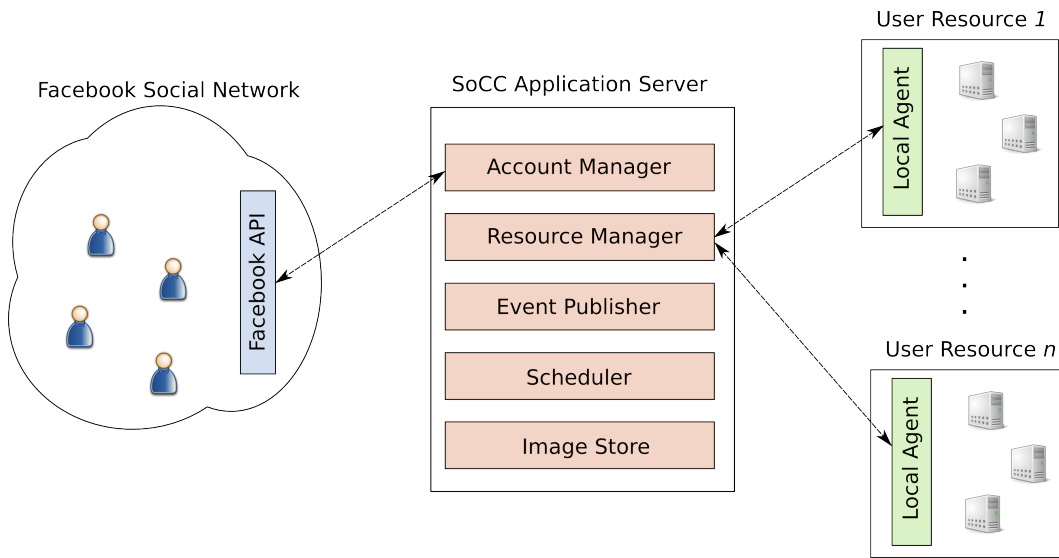 Facebook Social Network
Facebook API
SoCC Application Server
Account Manager
Resource Manager
Event Publisher
Scheduler
Image Store
User Resource 1
Local Agent
User Resource n
Local Agent